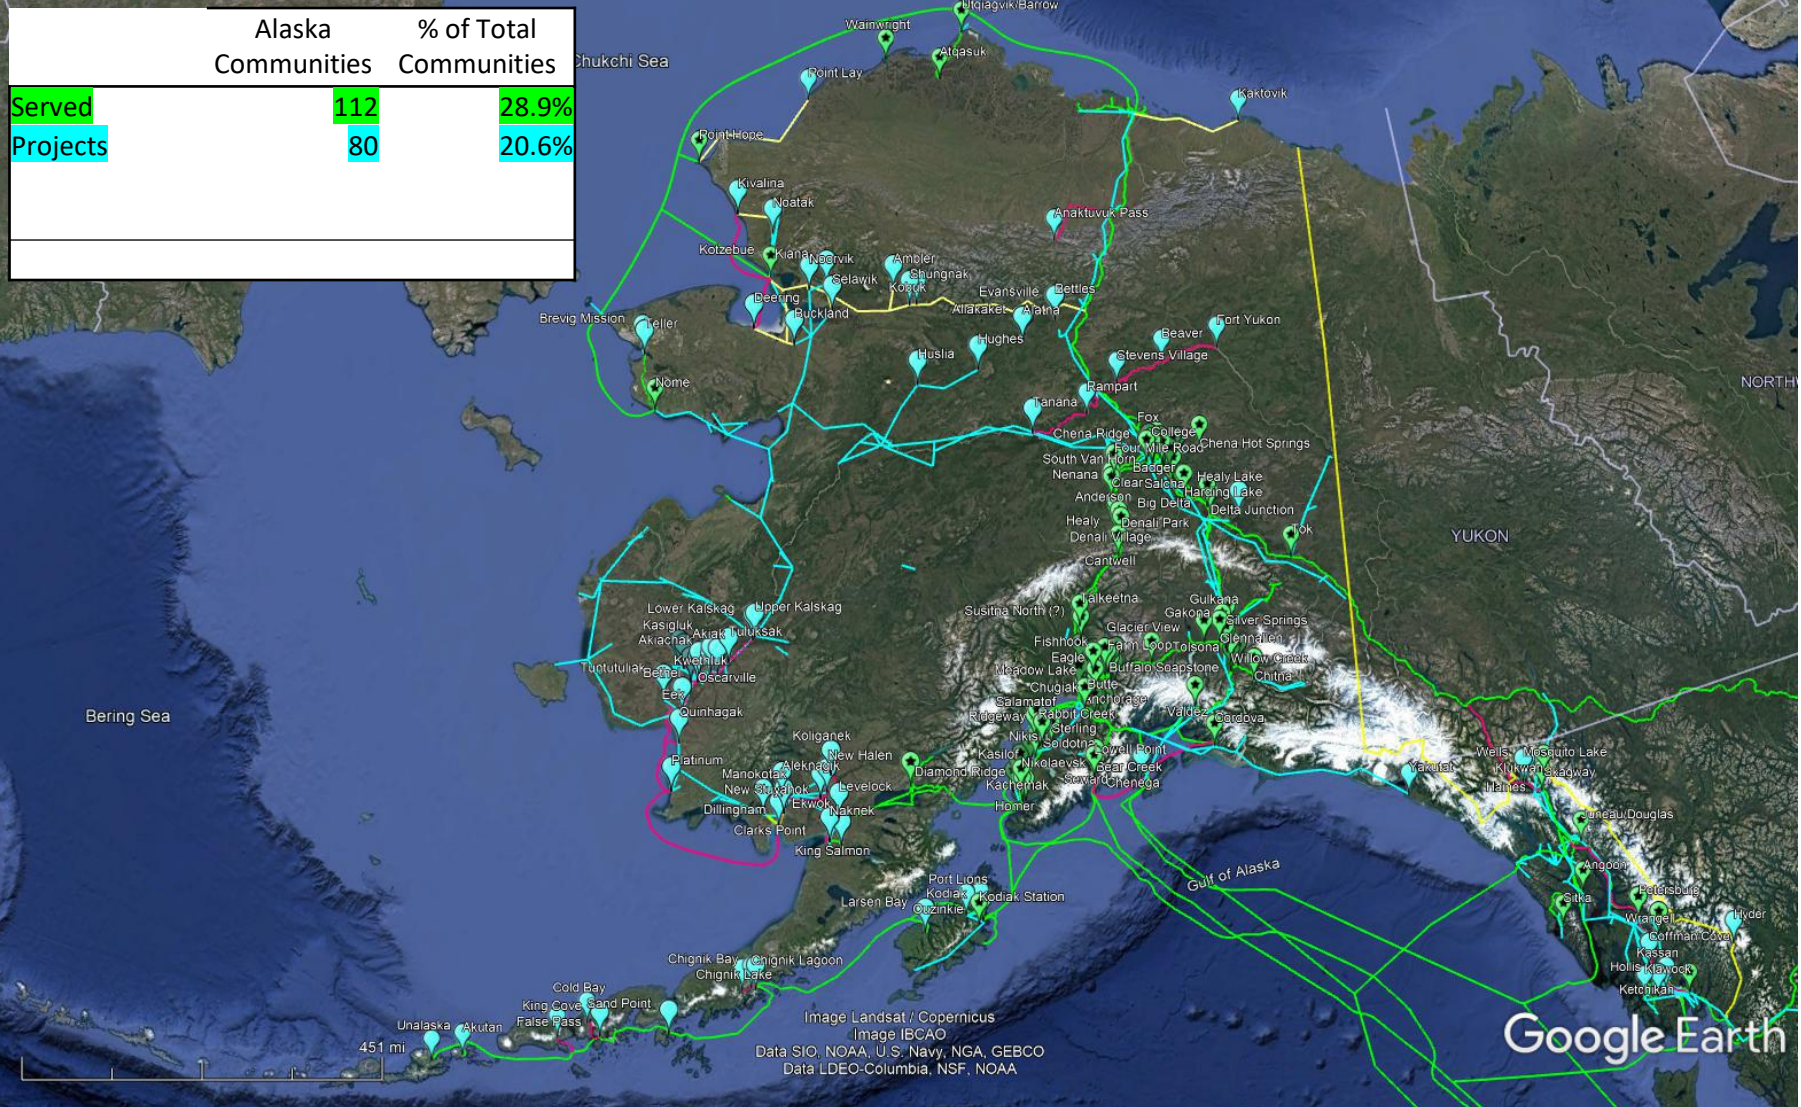 Alaska Communities
% of Total Communities
Served 112 28.9%
Projects 80 20.6%
Utqiagvik/Barrow
Wainwright
Atqasuk
Chukchi Sea
Point Lay
Kaktovik
Point Hope
Kivalina
Noatak
Anaktuvuk Pass
Kotzebue
Kiana
Noorvik
Ambler
Shungnak
Kobuk
Selawik
Deering
Buckland
Evansville
Bettles
Allakaket
Alatna
Brevig Mission
Teller
Hughes
Huslia
Beaver
Fort Yukon
Stevens Village
Nome
Rampart
Tanana
NORTHW
Fox
Chena Ridge
College
Chena Hot Springs
Four Mile Road
South Van Horn
Badger
Nenana
Clear
Salcha
Healy Lake
Harding Lake
Anderson
Big Delta
Delta Junction
Healy
Denali Park
Denali Village
Tok
YUKON
Cantwell
Lower Kalskag
Upper Kalskag
Kasigluk
Akiachak
Akiak
Tuluksak
Kwethluk
Tuntutuliak
Bethel
Oscarville
Eek
Quinhagak
Susitna North (?)
Talkeetna
Gulkana
Gakona
Silver Springs
Glacier View
Glennallen
Fishhook
Farm Loop
Tolsona
Eagle
Willow Creek
Meadow Lake
Buffalo Soapstone
Chitna
Chugiak
Butte
Anchorage
Salamatof
Ridgeway
Rabbit Creek
Valdez
Cordova
Sterling
Nikis
Soldotna
Kasilof
Lowell Point
Nikolaevsk
Bear Creek
Seward
Chenega
Diamond Ridge
Kachemak
Homer
Bering Sea
Koliganek
New Halen
Platinum
Manokotak
Aleknagik
New Stuyahok
Levelock
Dillingham
Ekwok
Naknek
Clarks Point
King Salmon
Wells
Mosquito Lake
Klukwan
Skagway
Haines
Yakutat
Juneau/Douglas
Angoon
Petersburg
Sitka
Wrangell
Hyder
Coffman Cove
Kassan
Hollis
Klawock
Ketchikan
Gulf of Alaska
Port Lions
Kodiak
Kodiak Station
Larsen Bay
Ouzinkie
Chignik Bay
Chignik Lagoon
Chignik Lake
Cold Bay
King Cove
Sand Point
False Pass
Unalaska
Akutan
451 mi
Image Landsat / Copernicus
Image IBCAO
Data SIO, NOAA, U.S. Navy, NGA, GEBCO
Data LDEO-Columbia, NSF, NOAA
Google Earth